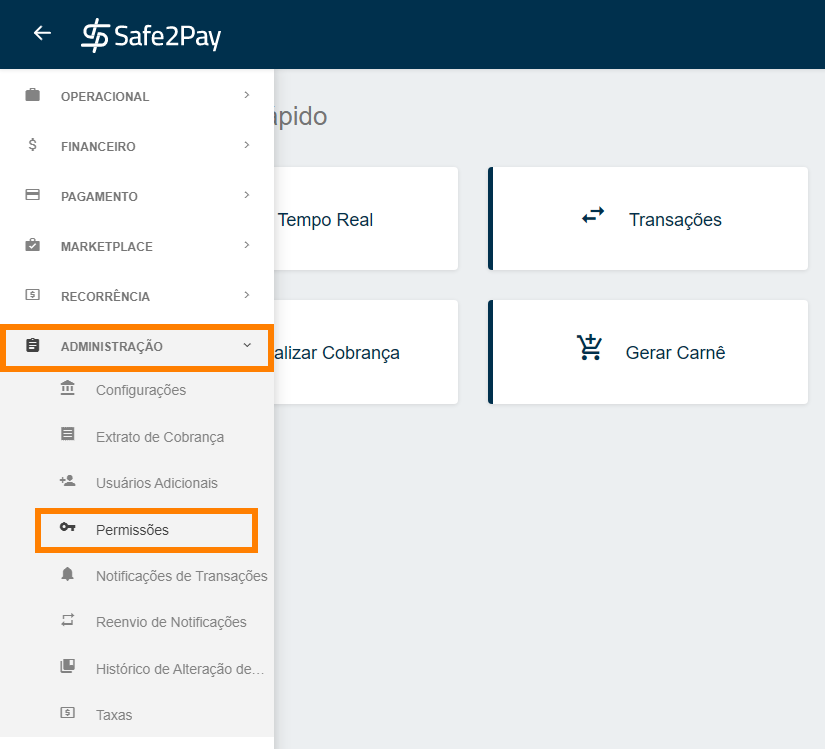 Safe2Pay
OPERACIONAL
FINANCEIRO
PAGAMENTO
MARKETPLACE
RECORRÊNCIA
ADMINISTRAÇÃO
Configurações
Extrato de Cobrança
Usuários Adicionais
Permissões
Notificações de Transações
Reenvio de Notificações
Histórico de Alteração de...
Taxas
ápido
Tempo Real
Transações
alizar Cobrança
Gerar Carnê